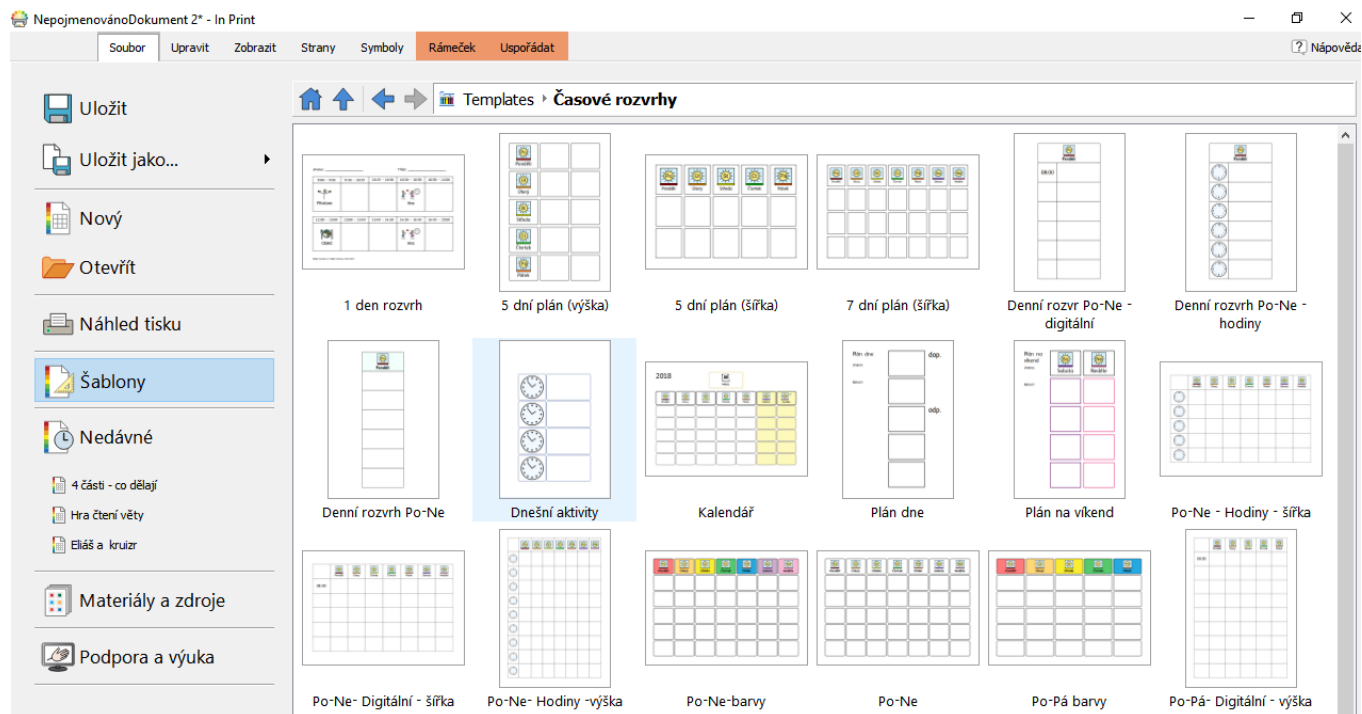 NepojmenovánoDokument 2* - In Print
Soubor Upravit Zobrazit Strany Symboly Rámeček Uspořádat
Nápověda
Uložit
Uložit jako...
Nový
Otevřít
Náhled tisku
Šablony
Nedávné
4 části - co dělají
Hra čtení věty
Eliáš a kruizr
Materiály a zdroje
Podpora a výuka
Templates Časové rozvrhy
1 den rozvrh
5 dní plán (výška)
5 dní plán (šířka)
7 dní plán (šířka)
Denní rozvr Po-Ne -
digitální
Denní rozvrh Po-Ne -
hodiny
Denní rozvrh Po-Ne
Dnešní aktivity
2018
Kalendář
Plán dne
dop.
odp.
Plán dne
Plán na
víkend
Plán na víkend
Po-Ne - Hodiny - šířka
Po-Ne- Digitální - šířka
Po-Ne- Hodiny -výška
Po-Ne-barvy
Po-Ne
Po-Pá barvy
Po-Pá- Digitální - výška